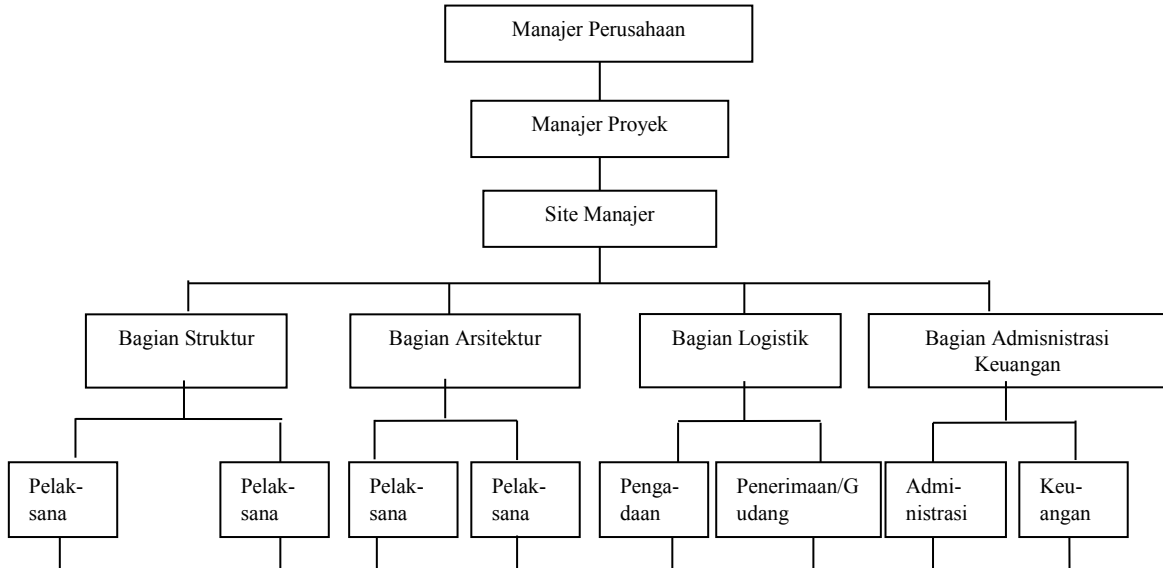 Manajer Perusahaan
Manajer Proyek
Site Manajer
Bagian Struktur
Bagian Arsitektur
Bagian Logistik
Bagian Admisnistrasi
Keuangan
Pelak-
sana
Pelak-
sana
Pelak-
sana
Pelak-
sana
Penga-
daan
Penerimaan/G
udang
Admi-
nistrasi
Keu-
angan